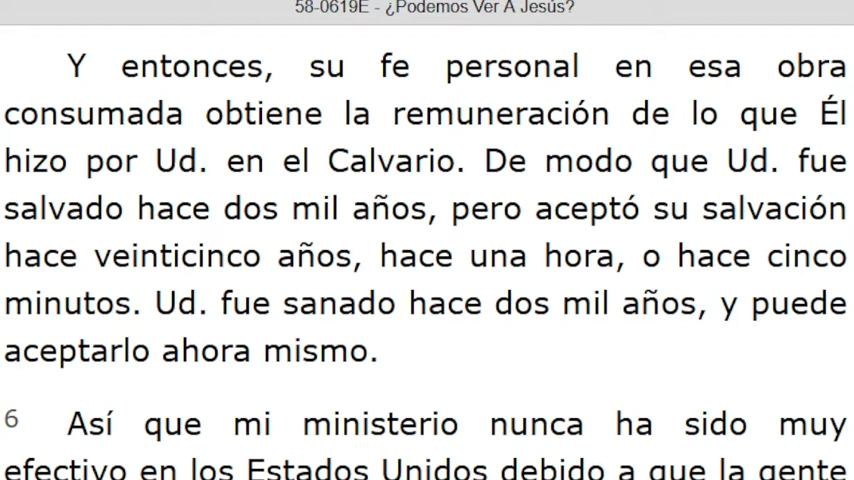 58-0619E - ¿Podemos Ver A Jesús?
Y entonces, su fe personal en esa obra
consumada obtiene la remuneración de lo que Él
hizo por Ud. en el Calvario. De modo que Ud. fue
salvado hace dos mil años, pero aceptó su salvación
hace veinticinco años, hace una hora, o hace cinco
minutos. Ud. fue sanado hace dos mil años, y puede
aceptarlo ahora mismo.
6 Así que mi ministerio nunca ha sido muy
efectivo en los Estados Unidos debido a que la gente